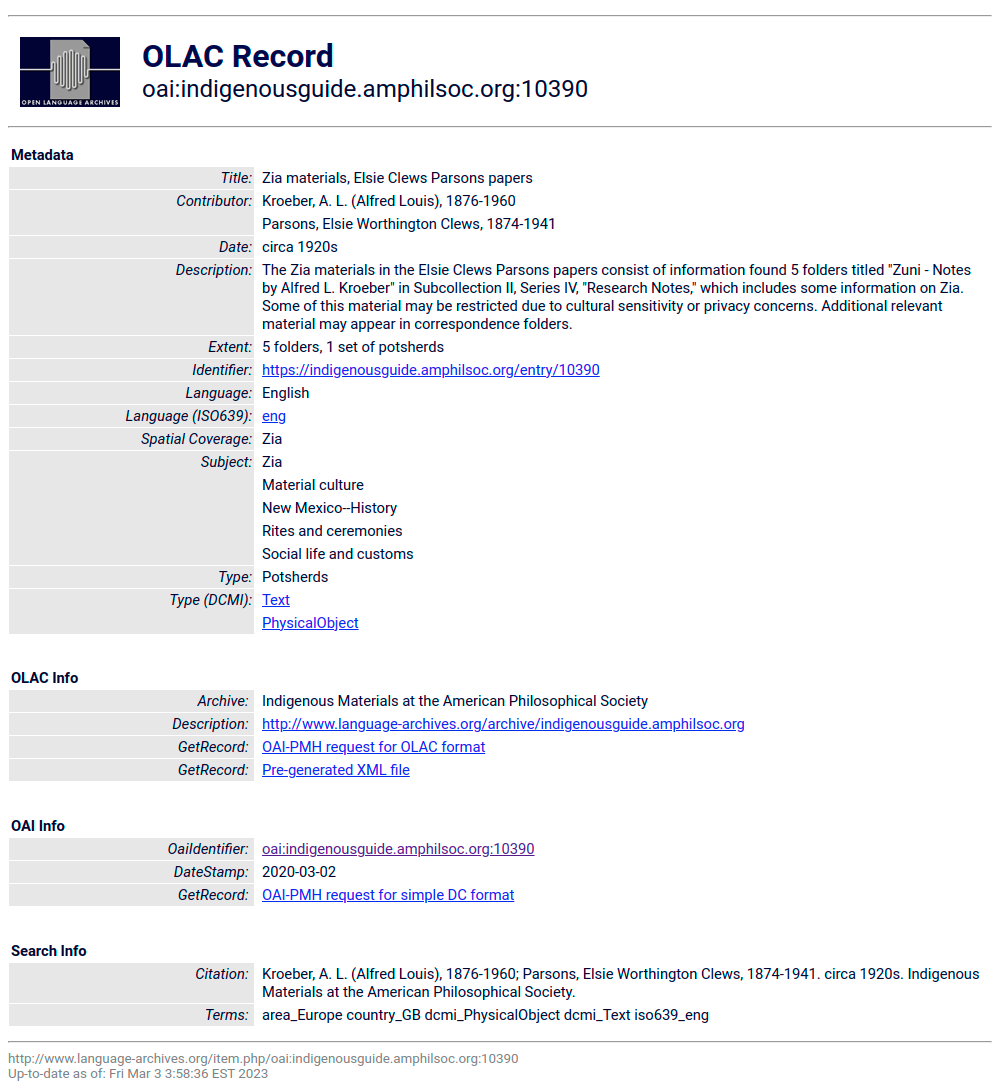 OPEN LANGUAGE ARCHIVES
OLAC Record
oai:indigenousguide.amphilsoc.org:10390
Metadata
Title: Zia materials, Elsie Clews Parsons papers
Contributor: Kroeber, A. L. (Alfred Louis), 1876-1960
Parsons, Elsie Worthington Clews, 1874-1941
Date: circa 1920s
Description: The Zia materials in the Elsie Clews Parsons papers consist of information found 5 folders titled "Zuni - Notes
by Alfred L. Kroeber" in Subcollection II, Series IV, "Research Notes," which includes some information on Zia.
Some of this material may be restricted due to cultural sensitivity or privacy concerns. Additional relevant
material may appear in correspondence folders.
Extent: 5 folders, 1 set of potsherds
Identifier: https://indigenousguide.amphilsoc.org/entry/10390
Language: English
Language (ISO639): eng
Spatial Coverage: Zia
Subject: Zia
Material culture
New Mexico--History
Rites and ceremonies
Social life and customs
Type: Potsherds
Type (DCMI): Text
PhysicalObject
OLAC Info
Archive: Indigenous Materials at the American Philosophical Society
Description: http://www.language-archives.org/archive/indigenousguide.amphilsoc.org
GetRecord: OAI-PMH request for OLAC format
GetRecord: Pre-generated XML file
OAI Info
OaiIdentifier: oai:indigenousguide.amphilsoc.org:10390
DateStamp: 2020-03-02
GetRecord: OAI-PMH request for simple DC format
Search Info
Citation: Kroeber, A. L. (Alfred Louis), 1876-1960; Parsons, Elsie Worthington Clews, 1874-1941. circa 1920s. Indigenous
Materials at the American Philosophical Society.
Terms: area_Europe country_GB dcmi_PhysicalObject dcmi_Text iso639_eng
http://www.language-archives.org/item.php/oai:indigenousguide.amphilsoc.org:10390
Up-to-date as of: Fri Mar 3 3:58:36 EST 2023